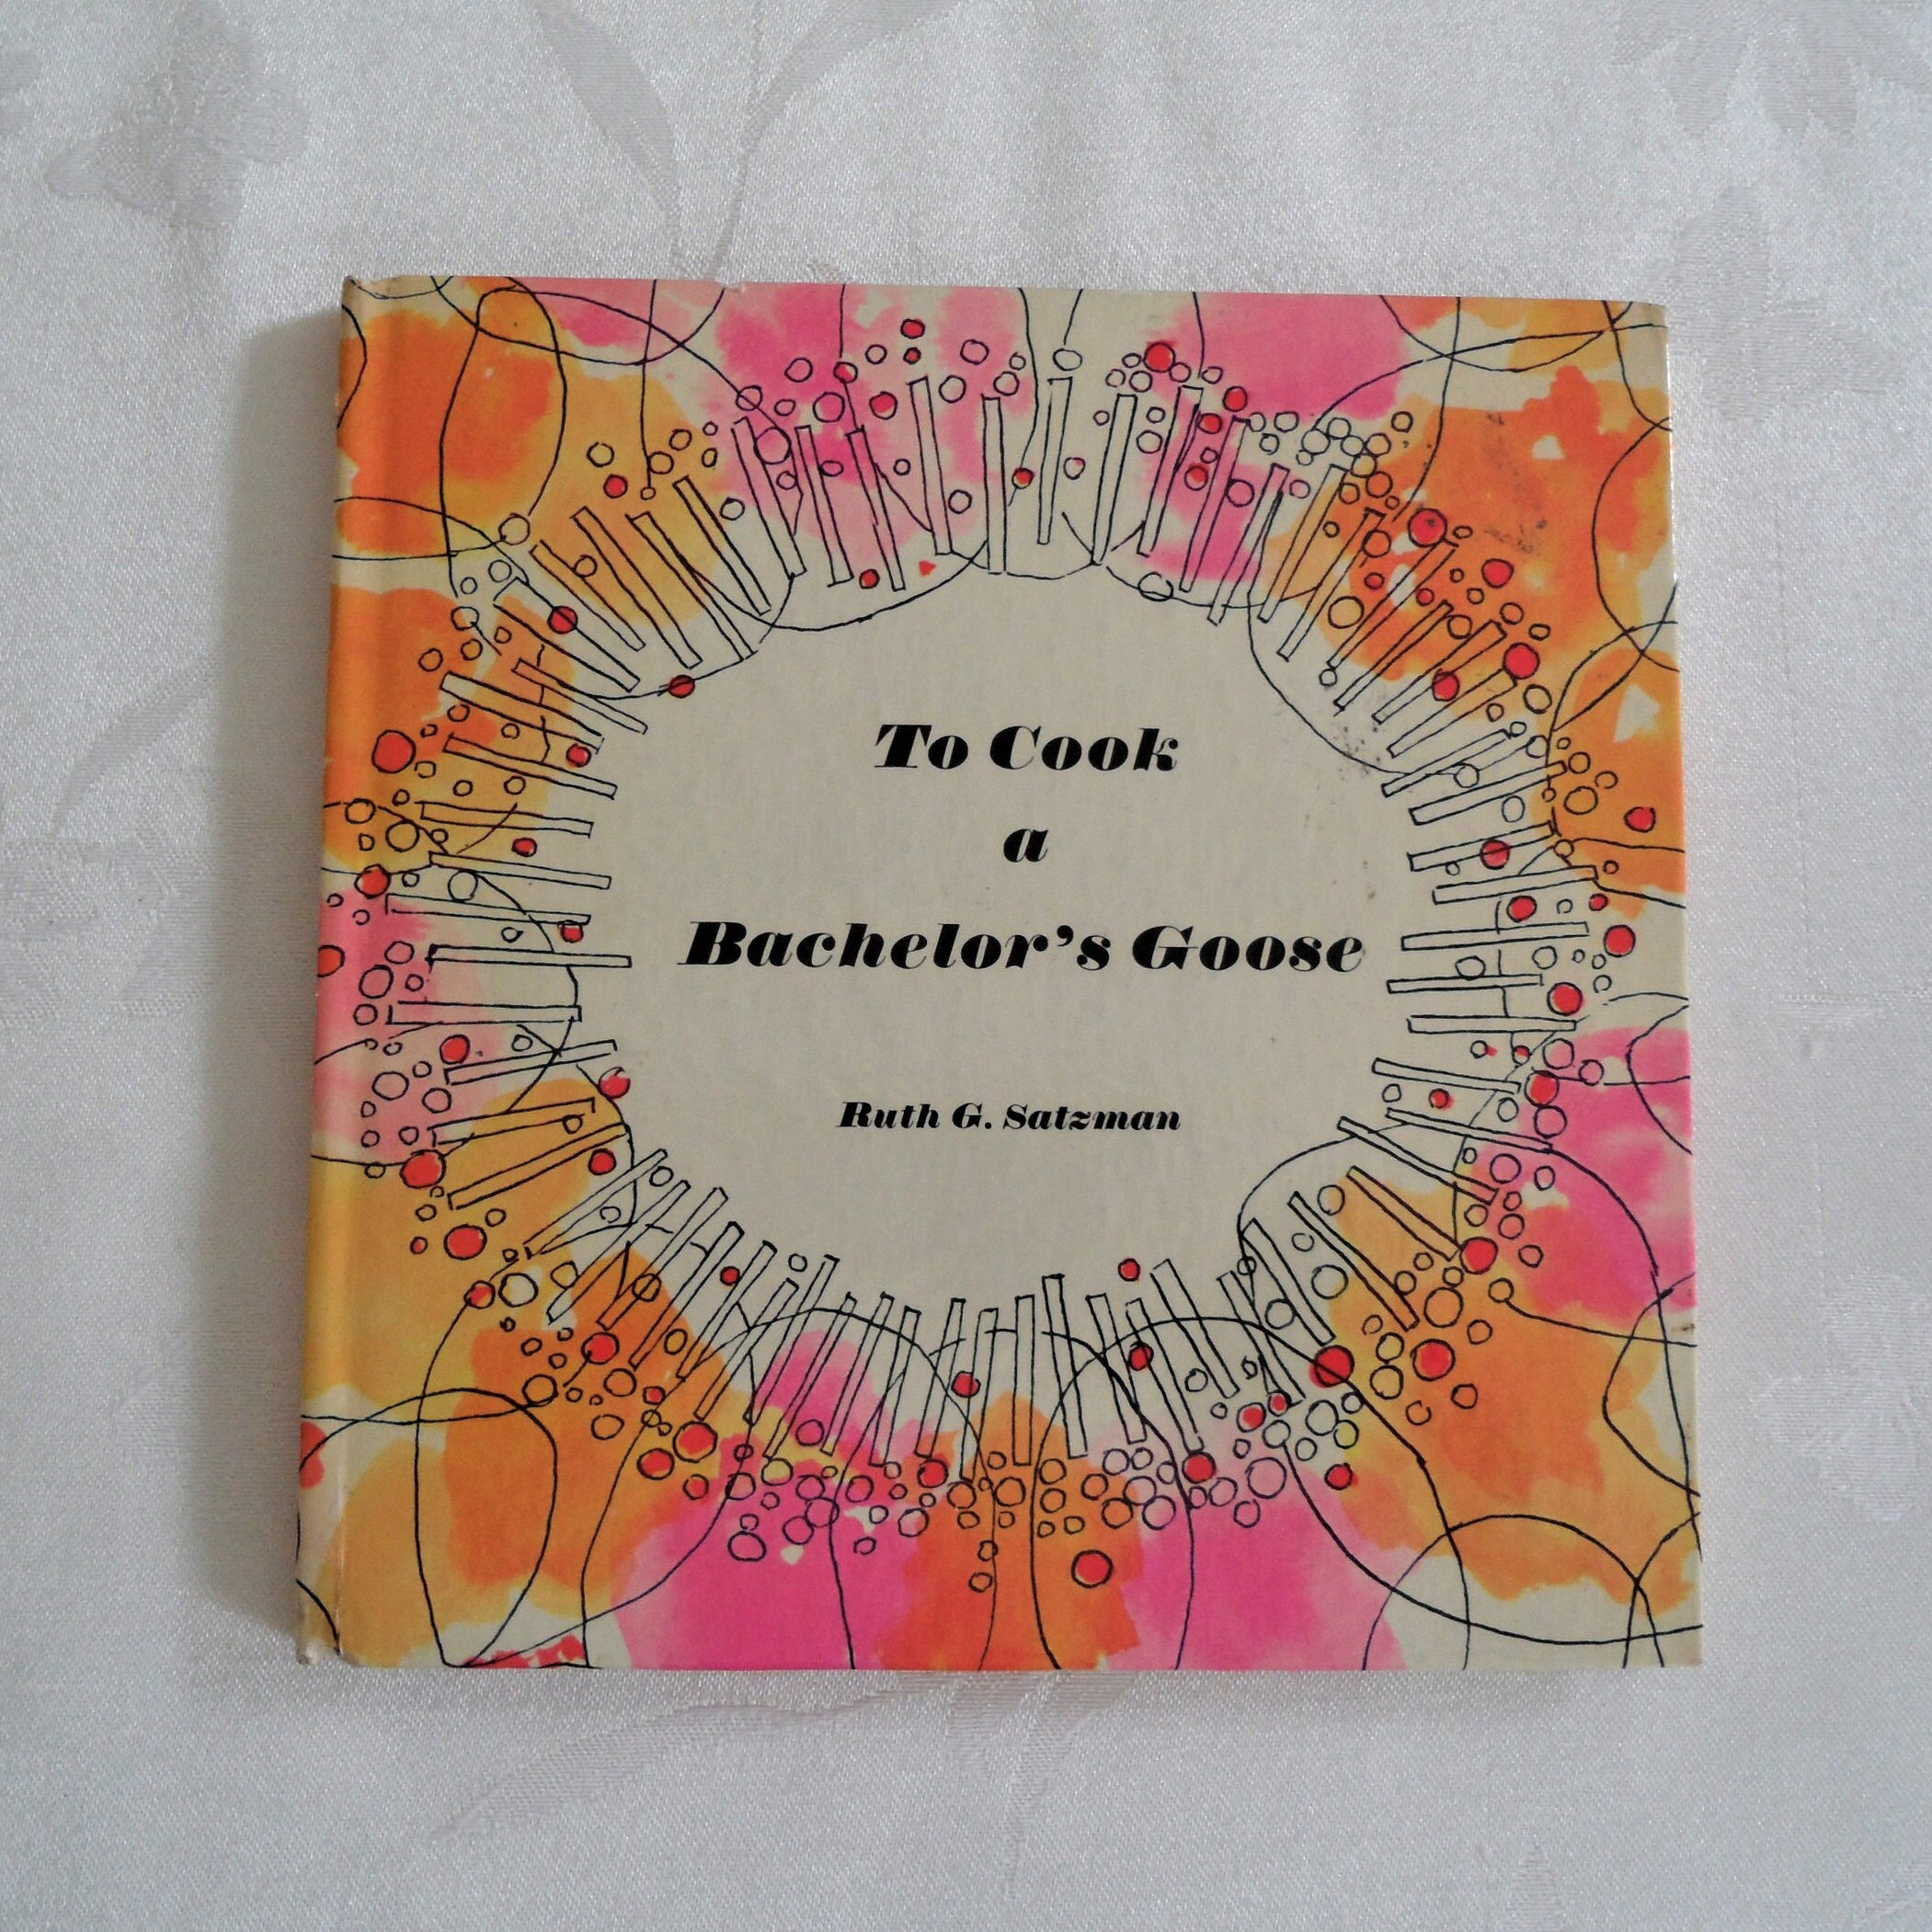 To Cook
a
Bachelor's Goose
Ruth G. Satzman